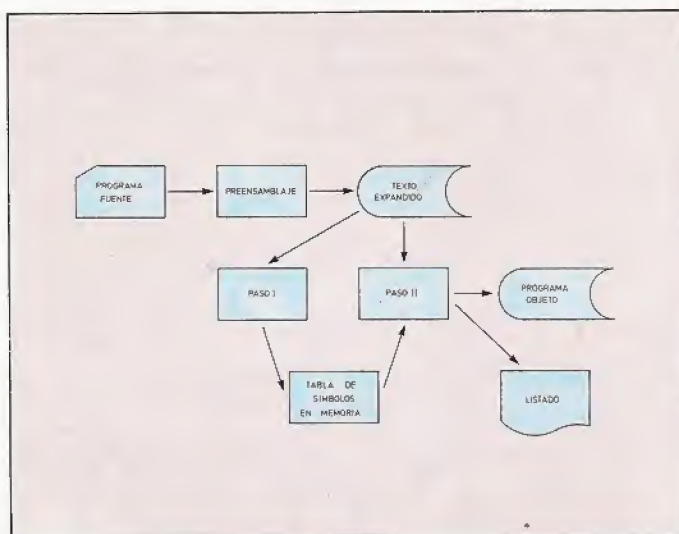 PROGRAMA
FUENTE
PREENSAMBLAJE
TEXTO
EXPANDIDO
PASO I
PASO II
PROGRAMA
OBJETO
TABLA DE
SIMBOLOS
EN MEMORIA
LISTADO